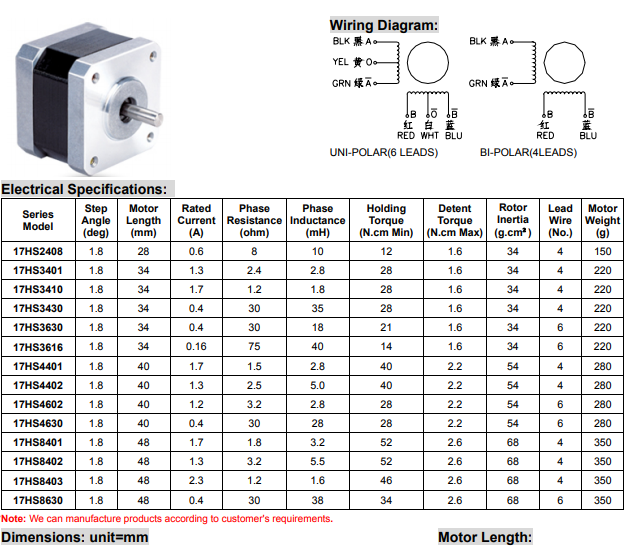 Wiring Diagram:
BLK 黑 A
YEL 黄 O
GRN 绿 A̅
B O̅ B̅
红 白 蓝
RED WHT BLU
UNI-POLAR(6 LEADS)
BLK 黑 A
GRN 绿 A̅
B B̅
红 蓝
RED BLU
BI-POLAR(4LEADS)
Electrical Specifications:
Series Model Step Angle (deg) Motor Length (mm) Rated Current (A) Phase Resistance (ohm) Phase Inductance (mH) Holding Torque (N.cm Min) Detent Torque (N.cm Max) Rotor Inertia (g.cm²) Lead Wire (No.) Motor Weight (g)
17HS2408 1.8 28 0.6 8 10 12 1.6 34 4 150
17HS3401 1.8 34 1.3 2.4 2.8 28 1.6 34 4 220
17HS3410 1.8 34 1.7 1.2 1.8 28 1.6 34 4 220
17HS3430 1.8 34 0.4 30 35 28 1.6 34 4 220
17HS3630 1.8 34 0.4 30 18 21 1.6 34 6 220
17HS3616 1.8 34 0.16 75 40 14 1.6 34 6 220
17HS4401 1.8 40 1.7 1.5 2.8 40 2.2 54 4 280
17HS4402 1.8 40 1.3 2.5 5.0 40 2.2 54 4 280
17HS4602 1.8 40 1.2 3.2 2.8 28 2.2 54 6 280
17HS4630 1.8 40 0.4 30 28 28 2.2 54 6 280
17HS8401 1.8 48 1.7 1.8 3.2 52 2.6 68 4 350
17HS8402 1.8 48 1.3 3.2 5.5 52 2.6 68 4 350
17HS8403 1.8 48 2.3 1.2 1.6 46 2.6 68 4 350
17HS8630 1.8 48 0.4 30 38 34 2.6 68 6 350
Note: We can manufacture products according to customer's requirements.
Dimensions: unit=mm
Motor Length: